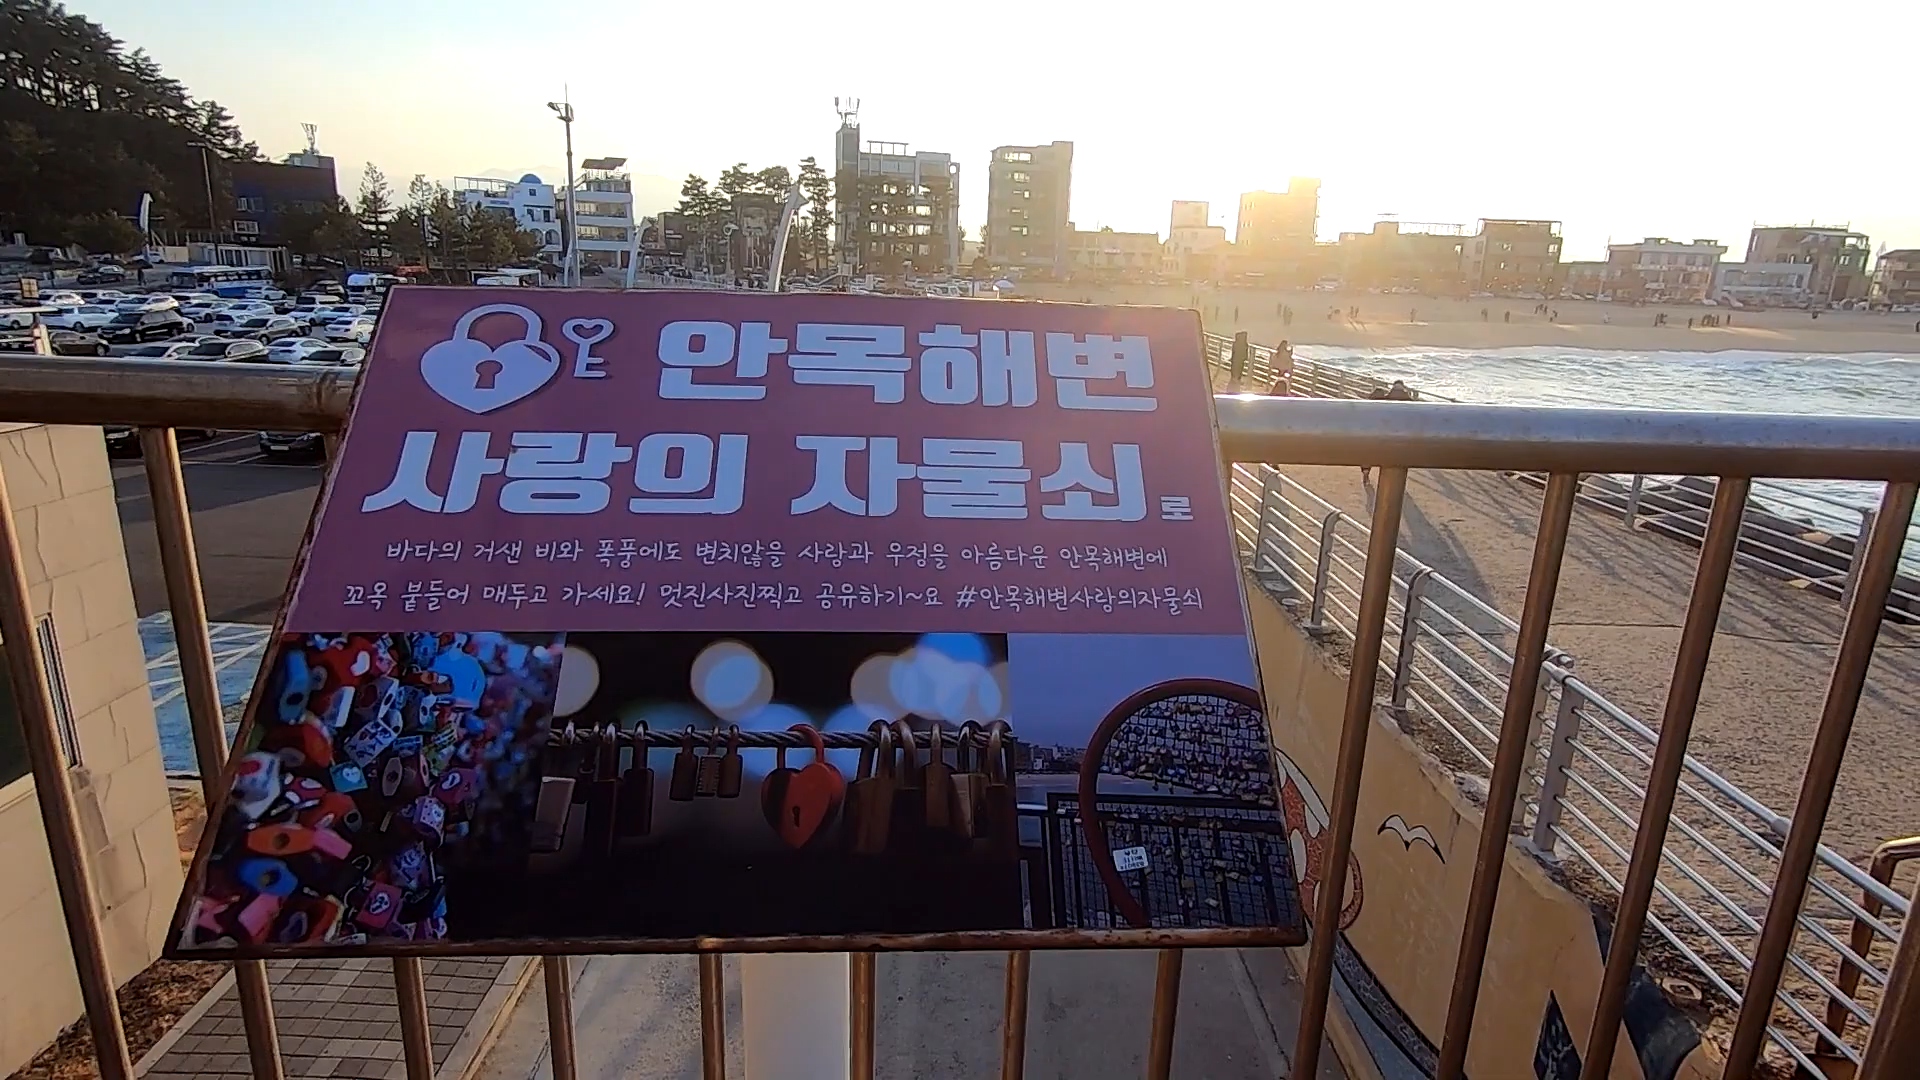 안목해변
사랑의 자물쇠로
바다의 거샌 비와 폭풍에도 변치않을 사랑과 우정을 아름다운 안목해변에
꼬옥 붙들어 매두고 가세요! 멋진사진찍고 공유하기~요 #안목해변사랑의자물쇠